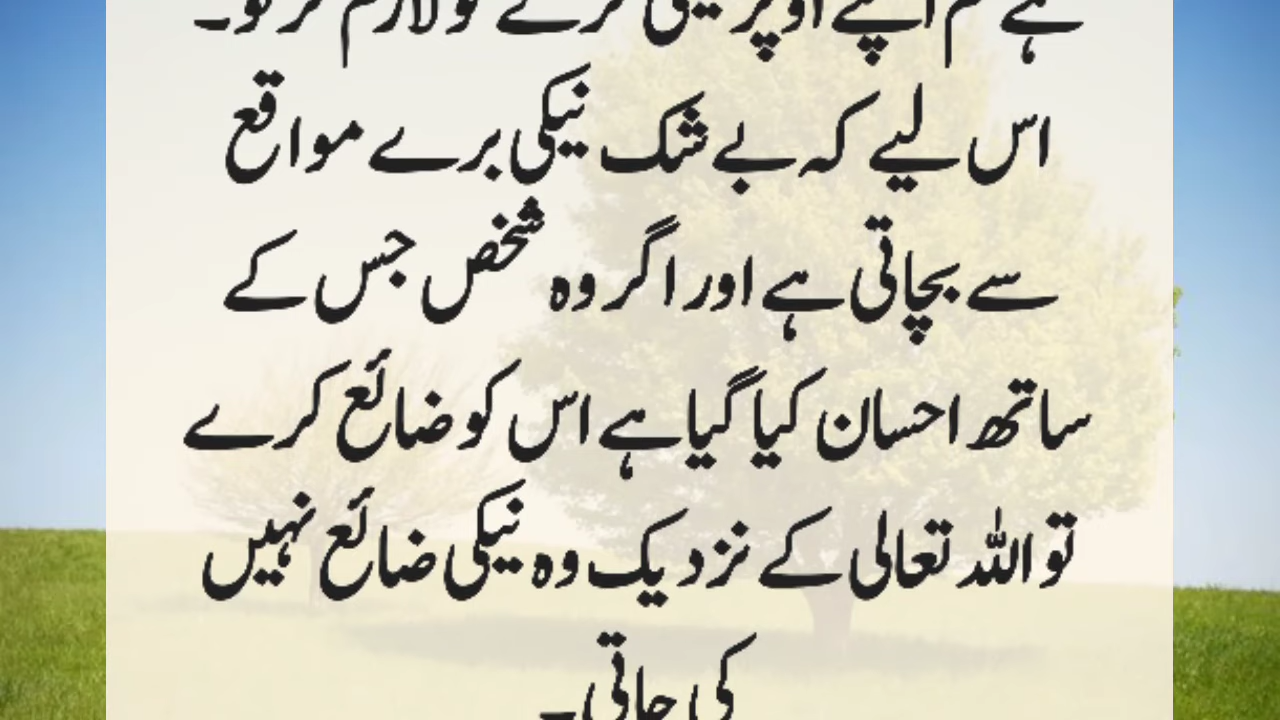 ہے تم اپنے اوپر نیکی کرنے کو لازم کر لو۔
اس لیے کہ بے شک نیکی برے مواقع
سے بچاتی ہے اور اگر وہ شخص جس کے
ساتھ احسان کیا گیا ہے اس کو ضائع کرے
تو اللہ تعالی کے نزدیک وہ نیکی ضائع نہیں
کی جاتی۔